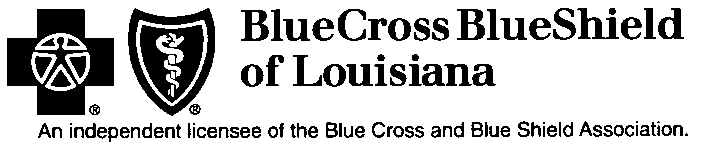 BlueCross BlueShield
of Louisiana
® ®
An independent licensee of the Blue Cross and Blue Shield Association.